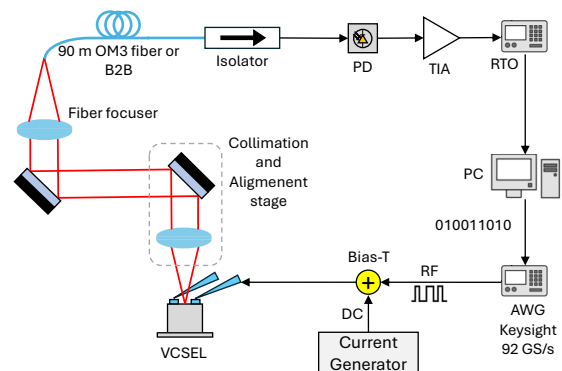 90 m OM3 fiber or
B2B
Isolator
PD
TIA
RTO
Fiber focuser
Collimation
and
Aligmenent
stage
PC
010011010
Bias-T
RF
DC
AWG
Keysight
92 GS/s
VCSEL
Current
Generator